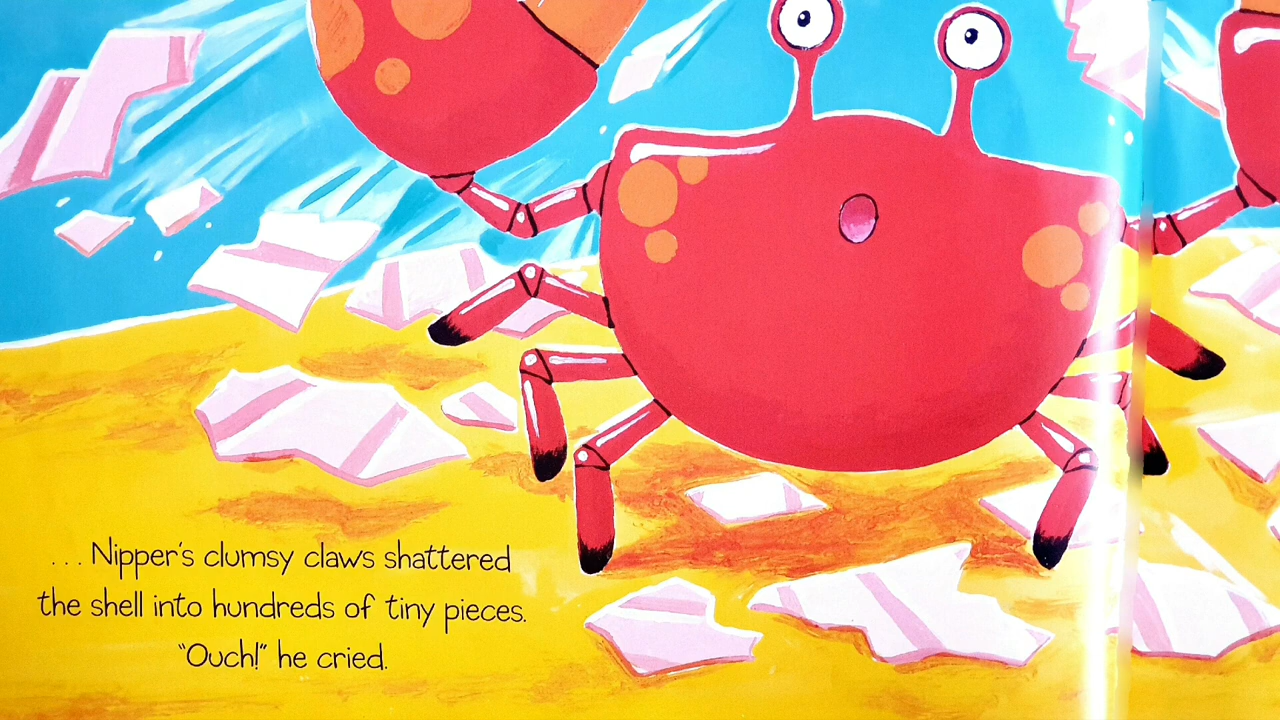 ... Nipper's clumsy claws shattered
the shell into hundreds of tiny pieces.
"Ouch!" he cried.